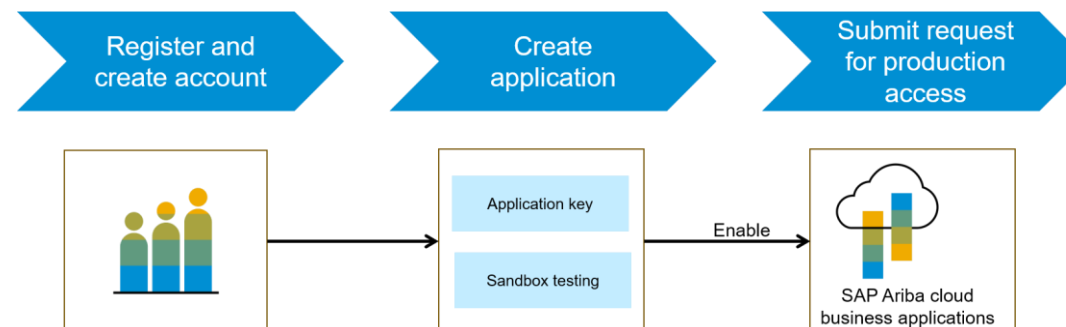 Register and
create account
Create
application
Submit request
for production
access
Application key
Sandbox testing
Enable
SAP Ariba cloud
business applications